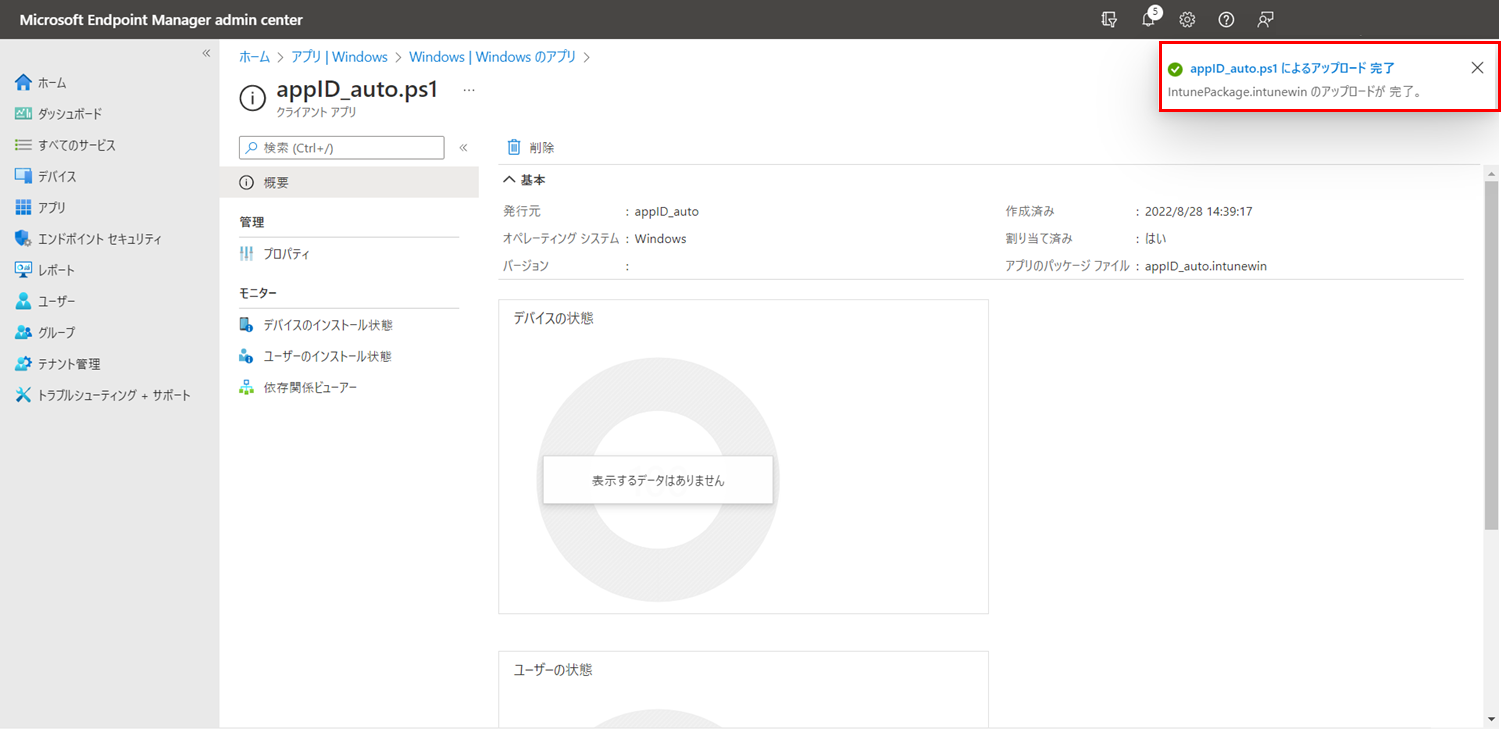 Microsoft Endpoint Manager admin center
5
«
ホーム
ダッシュボード
すべてのサービス
デバイス
アプリ
エンドポイント セキュリティ
レポート
ユーザー
グループ
テナント管理
トラブルシューティング + サポート
ホーム > アプリ | Windows > Windows | Windows のアプリ >
appID_auto.ps1 …
クライアント アプリ
検索 (Ctrl+/) «
概要
管理
プロパティ
モニター
デバイスのインストール状態
ユーザーのインストール状態
依存関係ビューアー
appID_auto.ps1 によるアップロード 完了
IntunePackage.intunewin のアップロードが 完了。
削除
基本
発行元 : appID_auto
オペレーティング システム : Windows
バージョン :
作成済み : 2022/8/28 14:39:17
割り当て済み : はい
アプリのパッケージ ファイル : appID_auto.intunewin
デバイスの状態
表示するデータはありません
ユーザーの状態